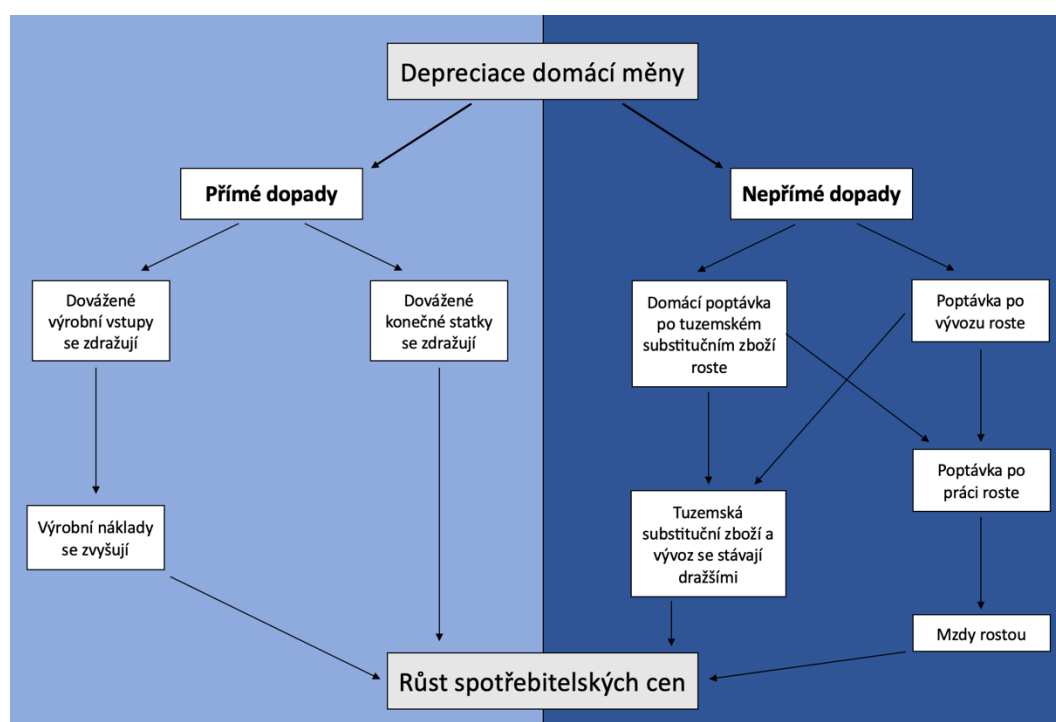 Depreciace domácí měny
Přímé dopady
Nepřímé dopady
Dovážené
výrobní vstupy
se zdražují
Dovážené
konečné statky
se zdražují
Domácí poptávka
po tuzemském
substitučním zboží
roste
Poptávka po
vývozu roste
Poptávka po
práci roste
Výrobní náklady
se zvyšují
Tuzemská
substituční zboží a
vývoz se stávají
dražšími
Mzdy rostou
Růst spotřebitelských cen